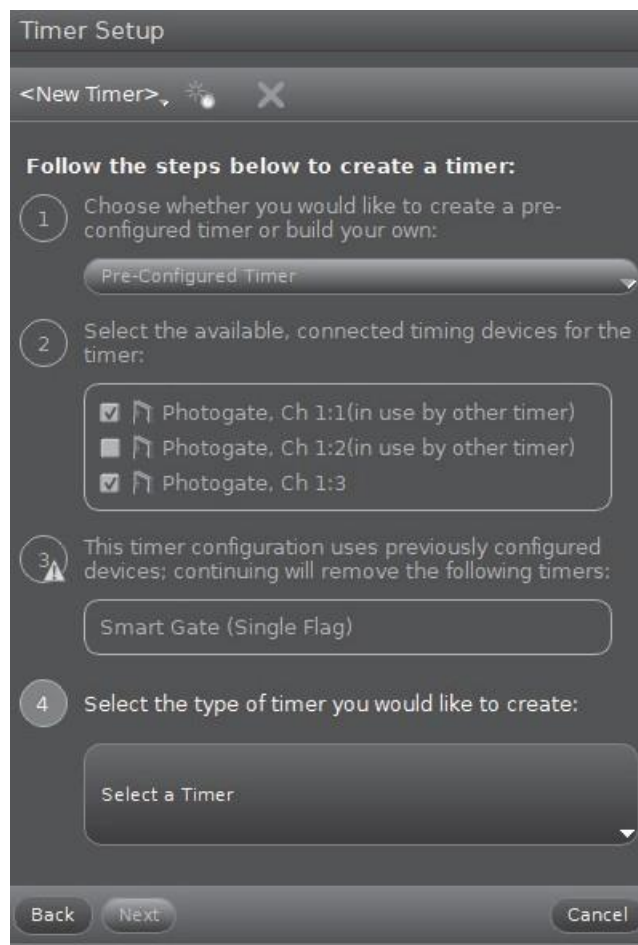 Timer Setup
<New Timer>
Follow the steps below to create a timer:
1
Choose whether you would like to create a pre-
configured timer or build your own:
Pre-Configured Timer
2
Select the available, connected timing devices for the
timer:
Photogate, Ch 1:1(in use by other timer)
Photogate, Ch 1:2(in use by other timer)
Photogate, Ch 1:3
3
This timer configuration uses previously configured
devices; continuing will remove the following timers:
Smart Gate (Single Flag)
4
Select the type of timer you would like to create:
Select a Timer
Back Next Cancel